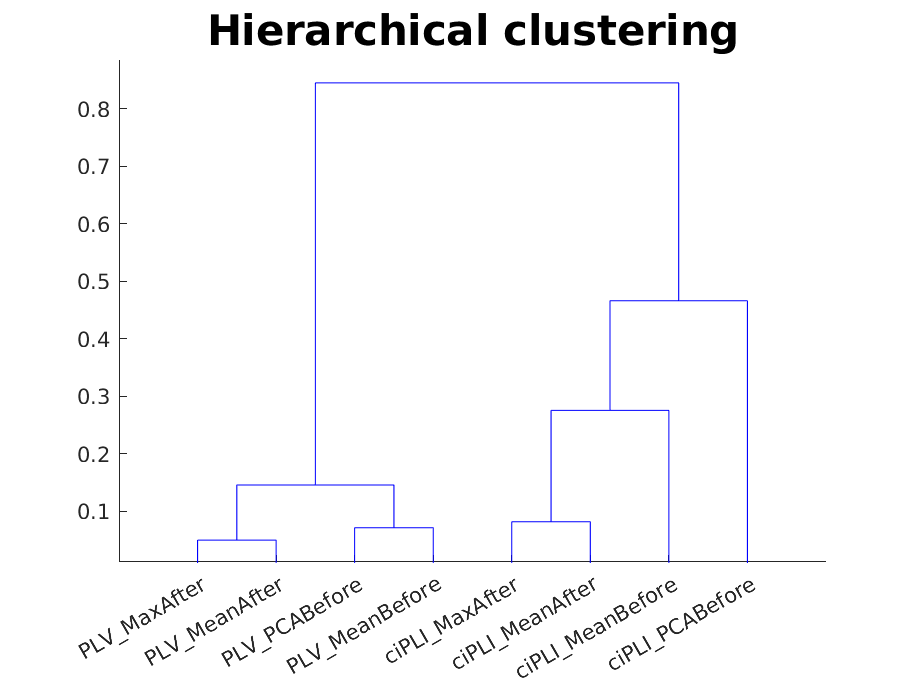 Hierarchical clustering
0.8
0.7
0.6
0.5
0.4
0.3
0.2
0.1
PLV_MaxAfter
PLV_MeanAfter
PLV_PCABefore
PLV_MeanBefore
ciPLI_MaxAfter
ciPLI_MeanAfter
ciPLI_MeanBefore
ciPLI_PCABefore